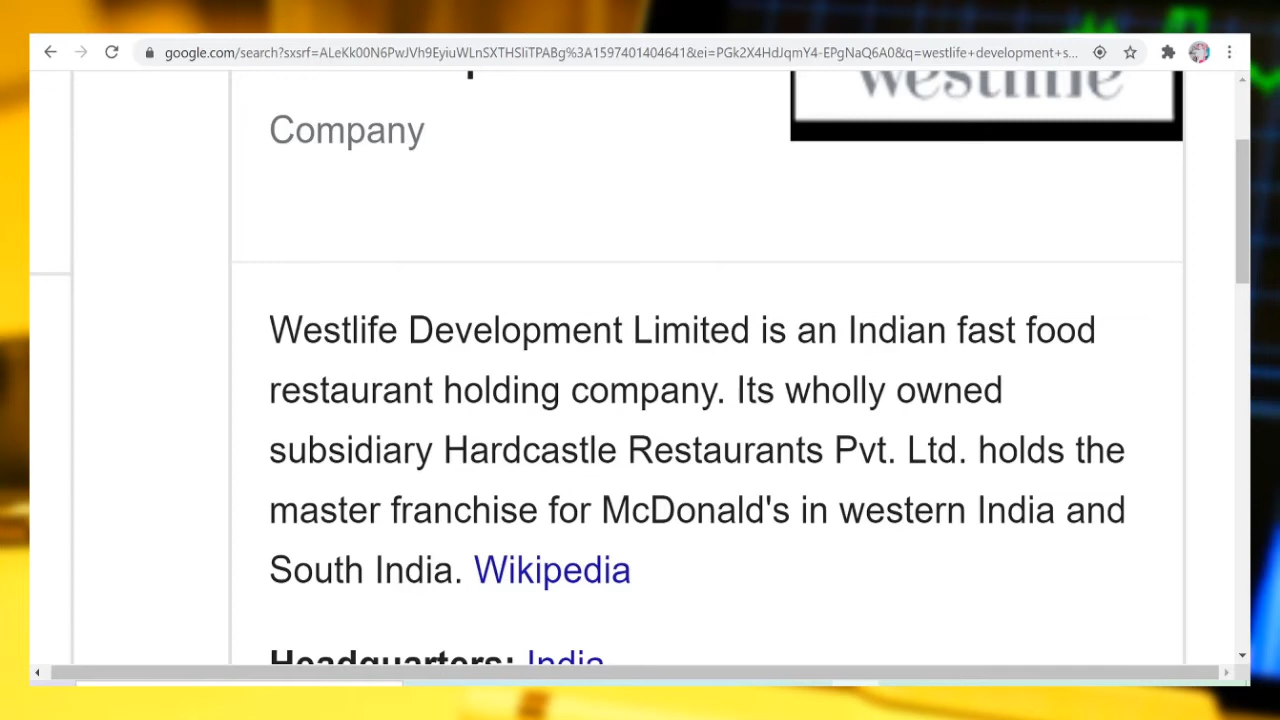 google.com/search?sxsrf=ALeKk00N6PwJVh9EyiuWLnSXTHSIiTPABg%3A1597401404641&ei=PGk2X4HdJqmY4-EPgNaQ6A0&q=westlife+development+s...
westlife
Company
Westlife Development Limited is an Indian fast food
restaurant holding company. Its wholly owned
subsidiary Hardcastle Restaurants Pvt. Ltd. holds the
master franchise for McDonald's in western India and
South India. Wikipedia
Headquarters: India